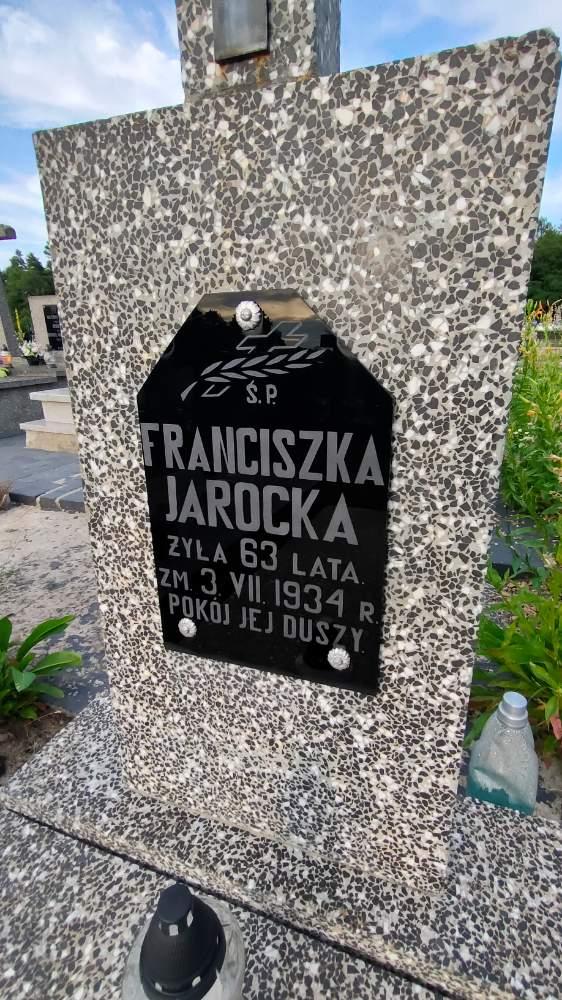 Ś.P.
FRANCISZKA
JAROCKA
ŻYŁA 63 LATA.
ZM. 3.VII.1934 R.
POKÓJ JEJ DUSZY.